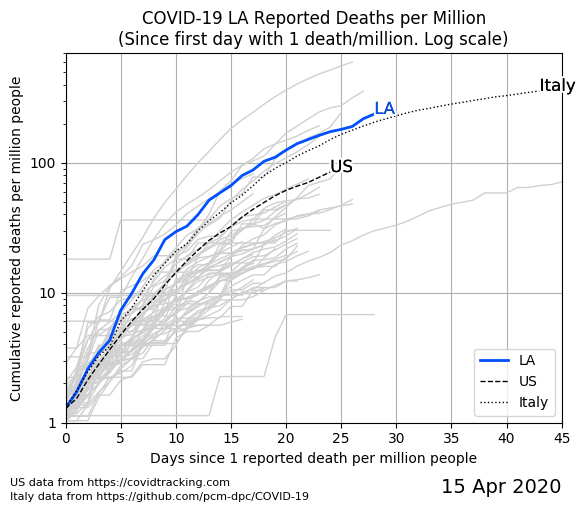 COVID-19 LA Reported Deaths per Million
(Since first day with 1 death/million. Log scale)
Cumulative reported deaths per million people
100
10
1
Italy
LA
US
LA
US
Italy
0 5 10 15 20 25 30 35 40 45
Days since 1 reported death per million people
US data from https://covidtracking.com
Italy data from https://github.com/pcm-dpc/COVID-19
15 Apr 2020